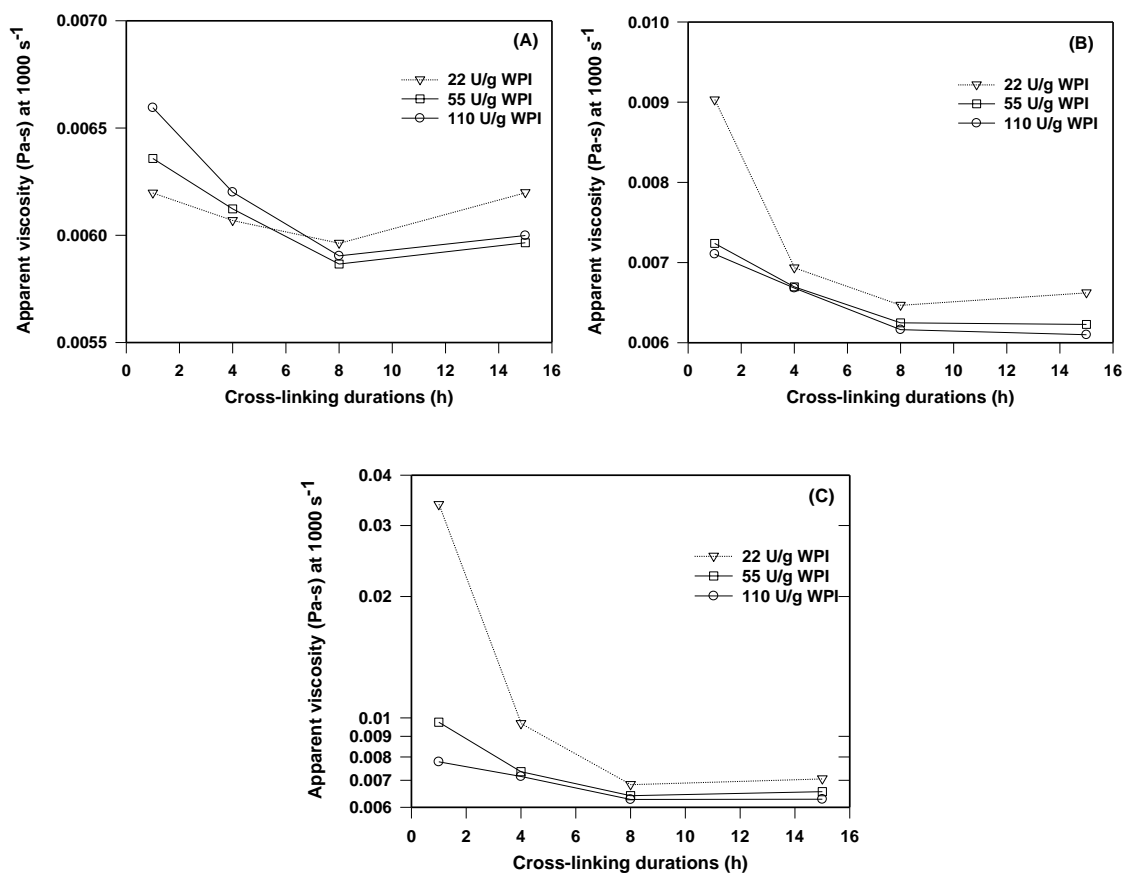 (A)
Apparent viscosity (Pa-s) at 1000 s-1
0.0070
0.0065
0.0060
0.0055
22 U/g WPI
55 U/g WPI
110 U/g WPI
0 2 4 6 8 10 12 14 16
Cross-linking durations (h)
(B)
Apparent viscosity (Pa-s) at 1000 s-1
0.010
0.009
0.008
0.007
0.006
22 U/g WPI
55 U/g WPI
110 U/g WPI
0 2 4 6 8 10 12 14 16
Cross-linking durations (h)
(C)
Apparent viscosity (Pa-s) at 1000 s-1
0.04
0.03
0.02
0.01
0.009
0.008
0.007
0.006
22 U/g WPI
55 U/g WPI
110 U/g WPI
0 2 4 6 8 10 12 14 16
Cross-linking durations (h)